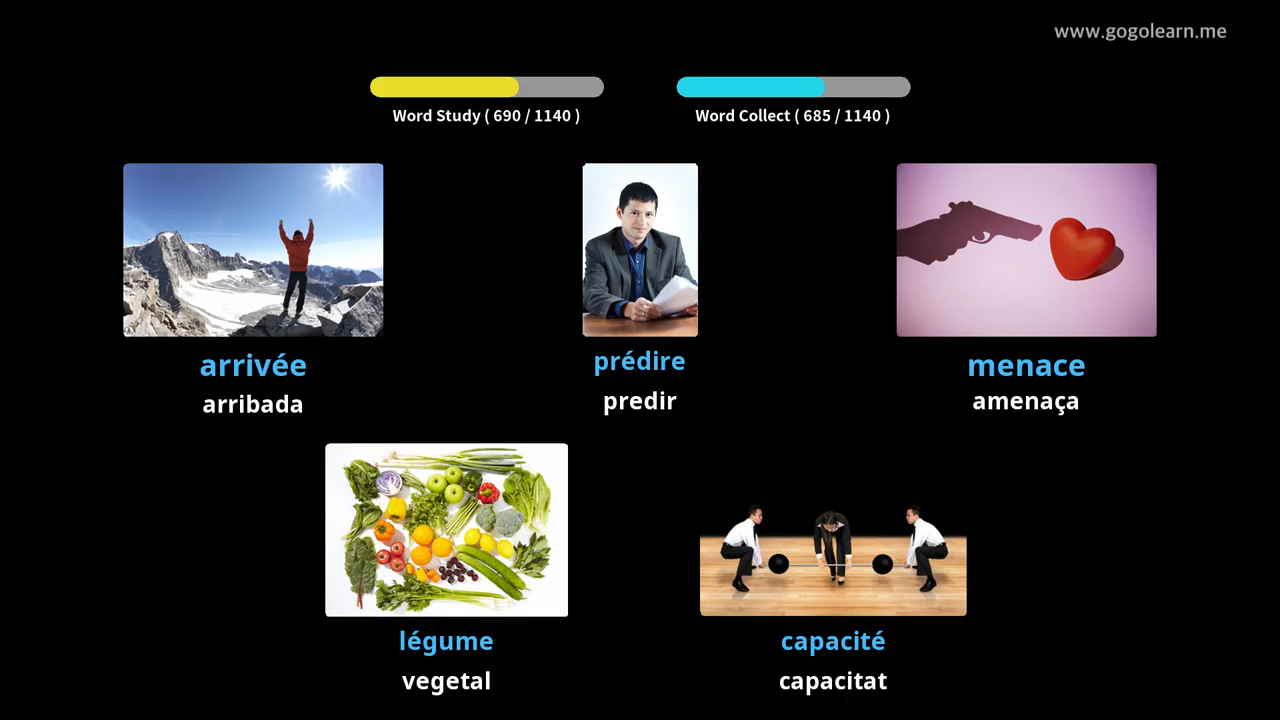 www.gogolearn.me
Word Study ( 690 / 1140 )
Word Collect ( 685 / 1140 )
arrivée
arribada
prédire
predir
menace
amenaça
légume
vegetal
capacité
capacitat